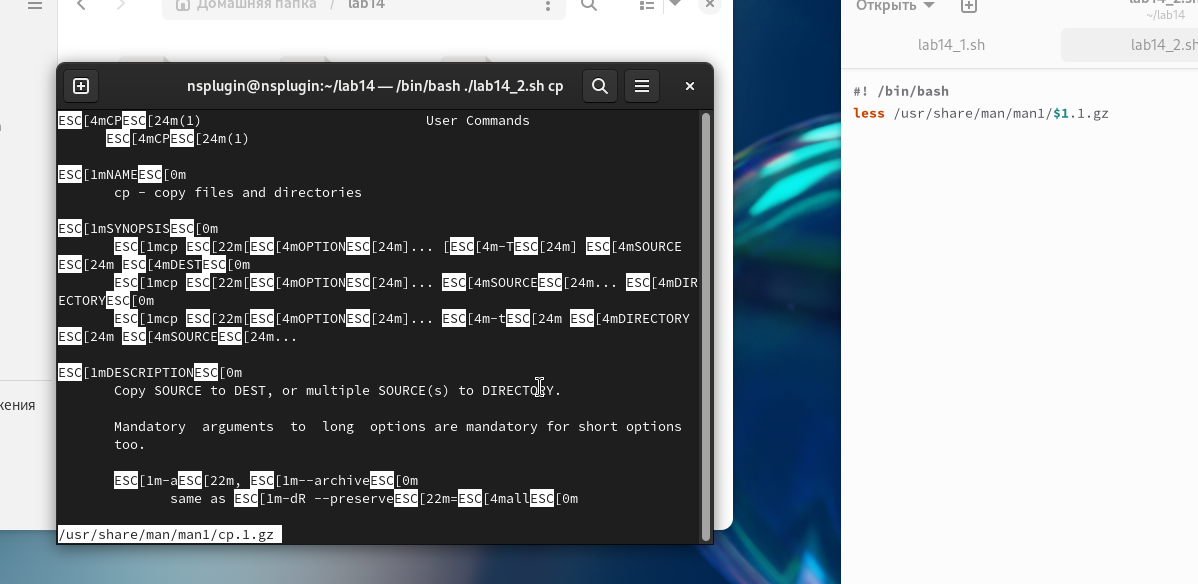 Домашняя папка / lab14
nsplugin@nsplugin:~/lab14 — /bin/bash ./lab14_2.sh cp
ESC[4mCPESC[24m(1) User Commands
ESC[4mCPESC[24m(1)
ESC[1mNAMEESC[0m
cp - copy files and directories
ESC[1mSYNOPSISESC[0m
ESC[1mcp ESC[22m[ESC[4mOPTIONESC[24m]... [ESC[4m-TESC[24m] ESC[4mSOURCE
ESC[24m ESC[4mDESTESC[0m
ESC[1mcp ESC[22m[ESC[4mOPTIONESC[24m]... ESC[4mSOURCEESC[24m... ESC[4mDIR
ECTORYESC[0m
ESC[1mcp ESC[22m[ESC[4mOPTIONESC[24m]... ESC[4m-tESC[24m ESC[4mDIRECTORY
ESC[24m ESC[4mSOURCEESC[24m...
ESC[1mDESCRIPTIONESC[0m
Copy SOURCE to DEST, or multiple SOURCE(s) to DIRECTORY.
Mandatory arguments to long options are mandatory for short options
too.
ESC[1m-aESC[22m, ESC[1m--archiveESC[0m
same as ESC[1m-dR --preserveESC[22m=ESC[4mallESC[0m
/usr/share/man/man1/cp.1.gz
жения
Открыть
lab14_2.sh
~/lab14
lab14_1.sh
lab14_2.sh
#! /bin/bash
less /usr/share/man/man1/$1.1.gz